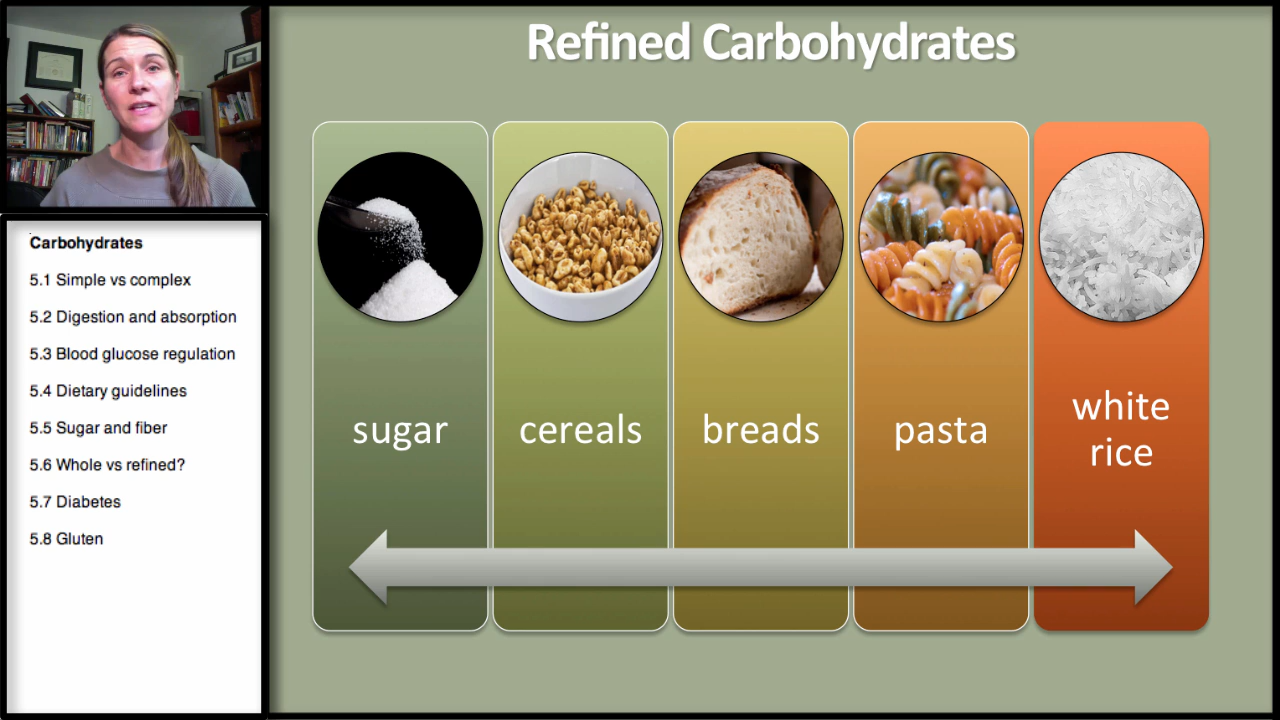 Refined Carbohydrates
Carbohydrates
5.1 Simple vs complex
5.2 Digestion and absorption
5.3 Blood glucose regulation
5.4 Dietary guidelines
5.5 Sugar and fiber
5.6 Whole vs refined?
5.7 Diabetes
5.8 Gluten
sugar
cereals
breads
pasta
white
rice